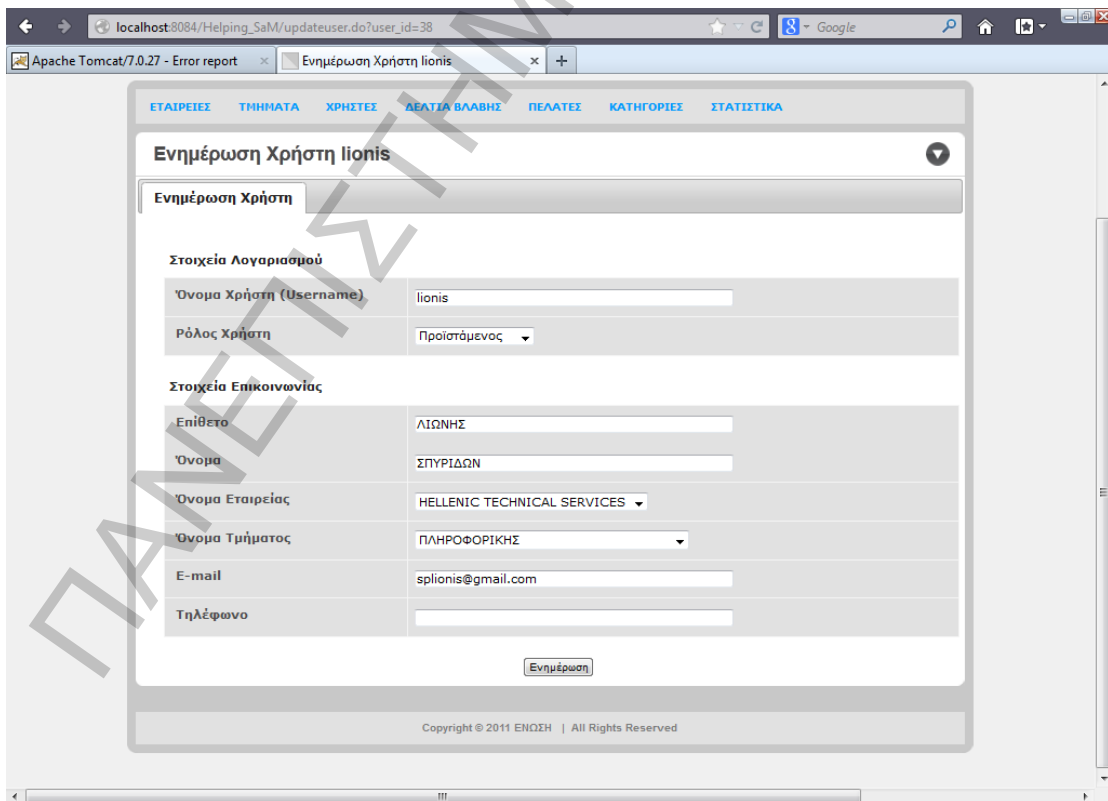 localhost:8084/Helping_SaM/updateuser.do?user_id=38
Google
Apache Tomcat/7.0.27 - Error report
Ενημέρωση Χρήστη lionis
ΕΤΑΙΡΕΙΕΣ ΤΜΗΜΑΤΑ ΧΡΗΣΤΕΣ ΔΕΛΤΙΑ ΒΛΑΒΗΣ ΠΕΛΑΤΕΣ ΚΑΤΗΓΟΡΙΕΣ ΣΤΑΤΙΣΤΙΚΑ
Ενημέρωση Χρήστη lionis
Ενημέρωση Χρήστη
Στοιχεία Λογαριασμού
Όνομα Χρήστη (Username) lionis
Ρόλος Χρήστη Προϊστάμενος
Στοιχεία Επικοινωνίας
Επίθετο ΛΙΩΝΗΣ
Όνομα ΣΠΥΡΙΔΩΝ
Όνομα Εταιρείας HELLENIC TECHNICAL SERVICES
Όνομα Τμήματος ΠΛΗΡΟΦΟΡΙΚΗΣ
E-mail splionis@gmail.com
Τηλέφωνο
Ενημέρωση
Copyright © 2011 ΕΝΩΣΗ | All Rights Reserved
ΠΑΝΕΠΙΣΤΗΜ